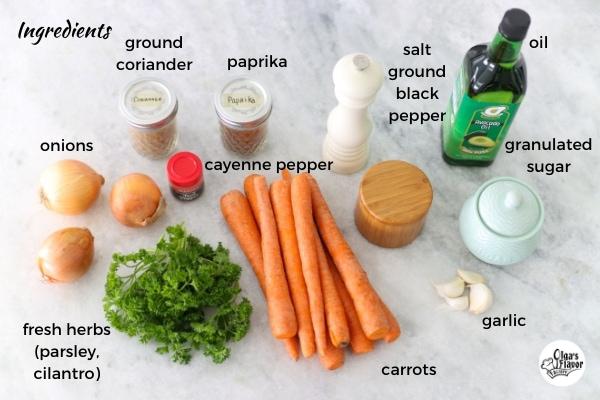 Ingredients
ground
coriander
paprika
salt
ground
black
pepper
oil
Coriander
Paprika
AVOCADO
OIL
onions
cayenne pepper
granulated
sugar
fresh herbs
(parsley,
cilantro)
garlic
carrots
Olga's
Flavor